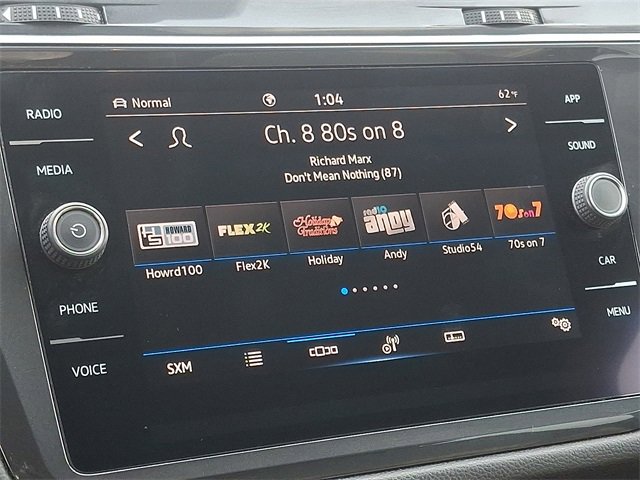 RADIO
MEDIA
PHONE
VOICE
Normal
1:04
62°F
Ch. 8 80s on 8
Richard Marx
Don't Mean Nothing (87)
HOWARD 100
FLEX2K
Holiday Traditions
radio andy
70s on 7
Howrd100
Flex2K
Holiday
Andy
Studio54
70s on 7
SXM
APP
SOUND
CAR
MENU